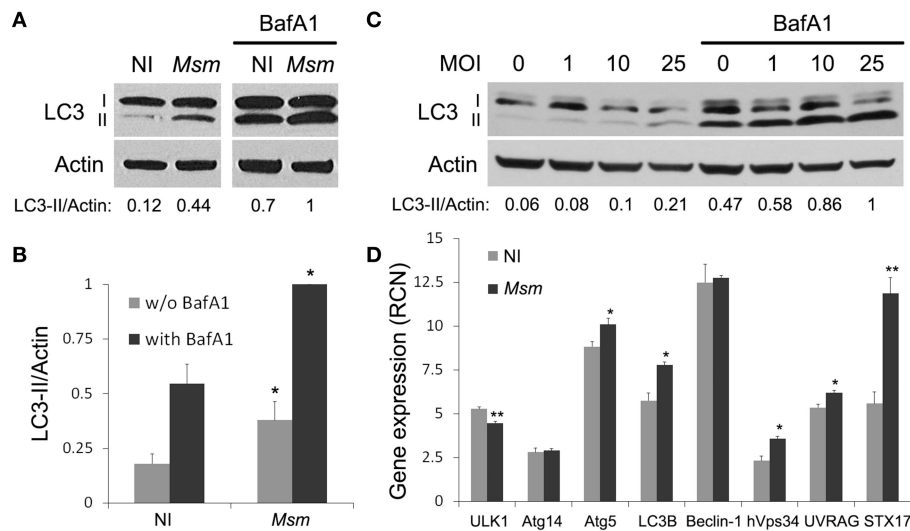 A
BafA1
NI Msm NI Msm
LC3 I
II
Actin
LC3-II/Actin: 0.12 0.44 0.7 1
B
LC3-II/Actin
1
0.75
0.5
0.25
0
w/o BafA1
with BafA1
*
*
NI Msm
C
BafA1
MOI 0 1 10 25 0 1 10 25
LC3 I
II
Actin
LC3-II/Actin: 0.06 0.08 0.1 0.21 0.47 0.58 0.86 1
D
Gene expression (RCN)
15
12.5
10
7.5
5
2.5
0
NI
Msm
**
*
*
*
*
**
ULK1 Atg14 Atg5 LC3B Beclin-1 hVps34 UVRAG STX17